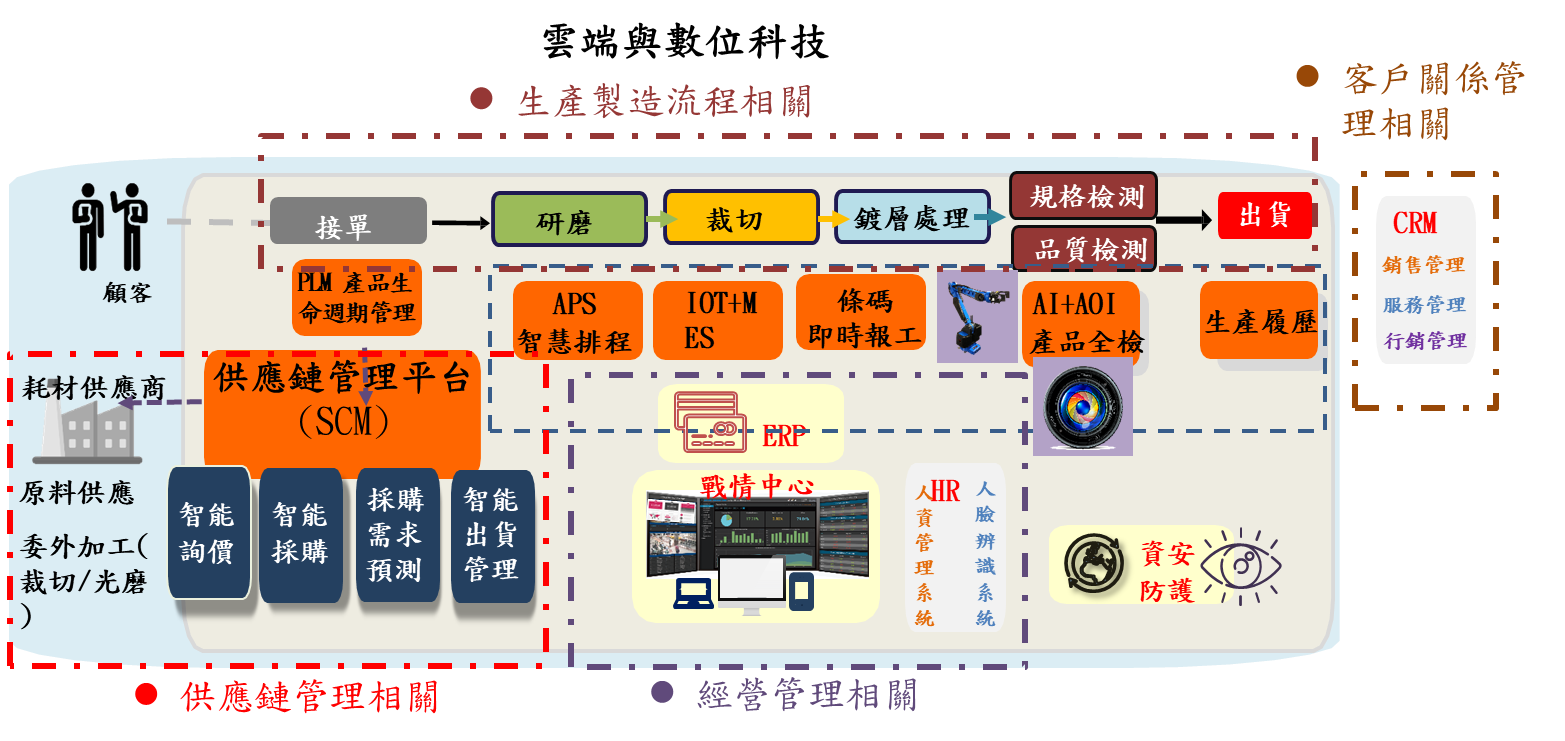 雲端與數位科技
● 生產製造流程相關
● 客戶關係管
理相關
顧客
接單
研磨
裁切
鍍層處理
規格檢測
品質檢測
出貨
PLM 產品生
命週期管理
APS
智慧排程
IOT+M
ES
條碼
即時報工
AI+AOI
產品全檢
生產履歷
CRM
銷售管理
服務管理
行銷管理
耗材供應商
原料供應
委外加工(
裁切/光磨
)
供應鏈管理平台
(SCM)
智能
詢價
智能
採購
採購
需求
預測
智能
出貨
管理
ERP
戰情中心
HR
人資管理系統
人臉辨識系統
資安
防護
● 供應鏈管理相關
● 經營管理相關